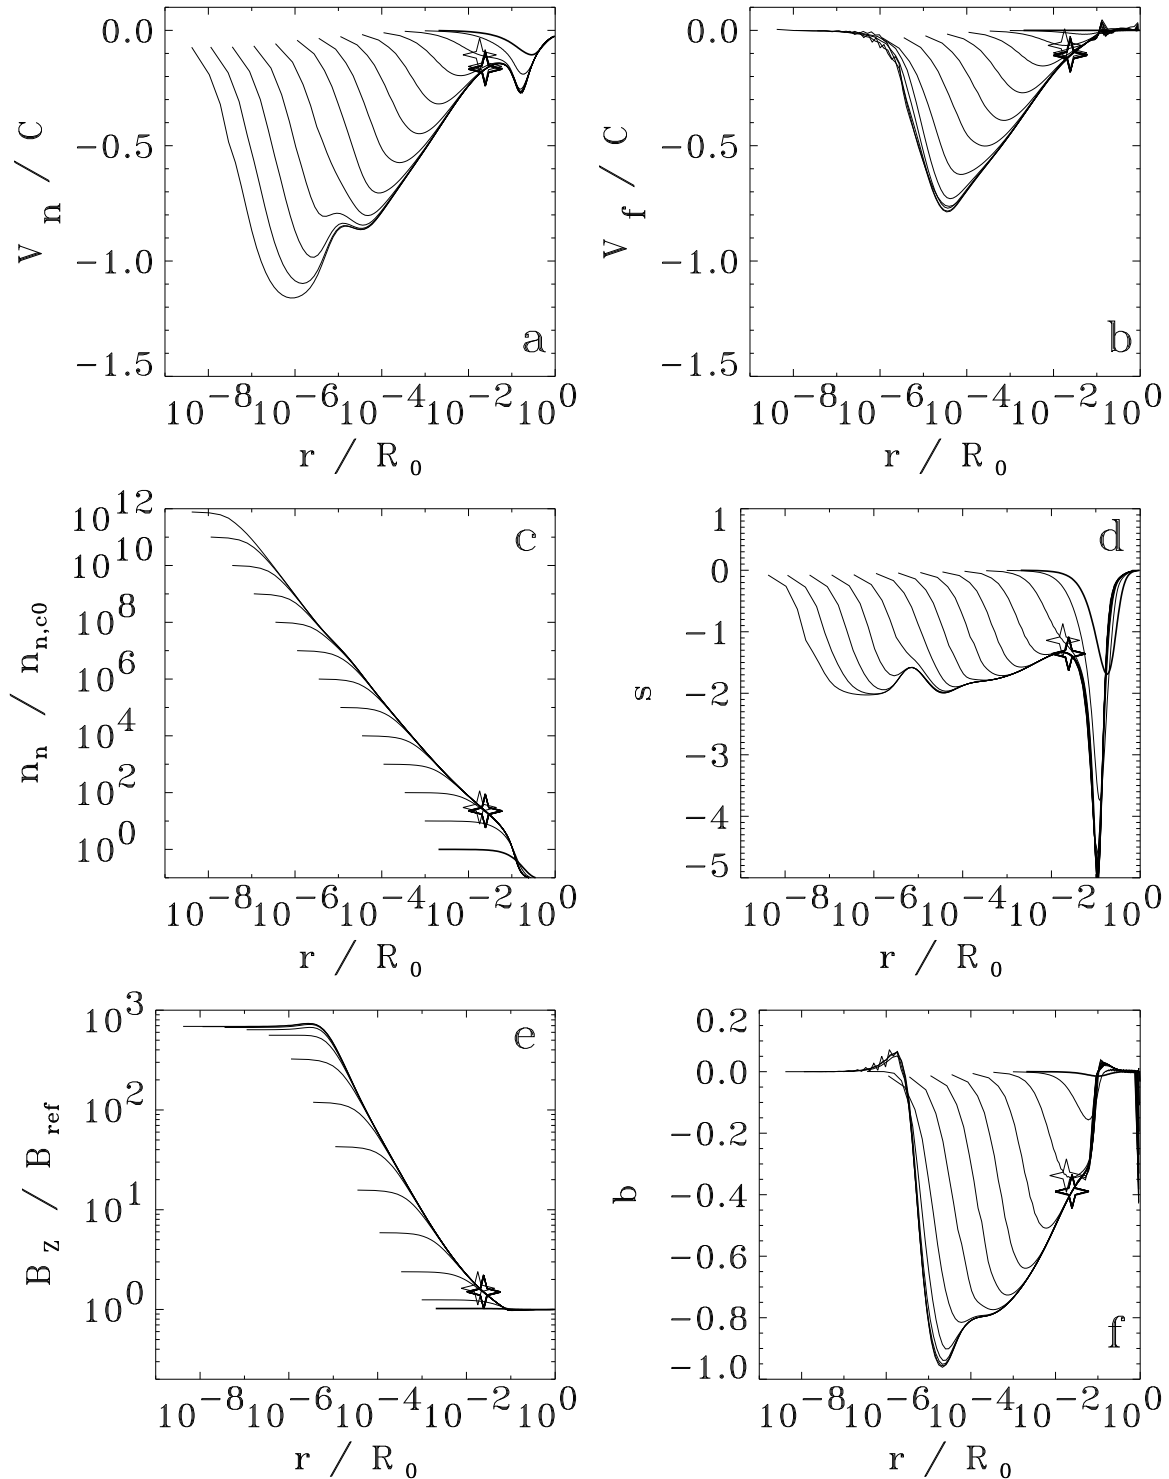 0.0
−0.5
−1.0
−1.5
V n / C
10−8 10−6 10−4 10−2 10 0
r / R0
a
0.0
−0.5
−1.0
−1.5
V f / C
10−8 10−6 10−4 10−2 10 0
r / R0
b
10 12
10 10
10 8
10 6
10 4
10 2
10 0
n n / n n,c0
10−8 10−6 10−4 10−2 10 0
r / R0
c
1
0
−1
−2
−3
−4
−5
s
10−8 10−6 10−4 10−2 10 0
r / R0
d
10 3
10 2
10 1
10 0
B Z / B ref
10−8 10−6 10−4 10−2 10 0
r / R0
e
0.2
0.0
−0.2
−0.4
−0.6
−0.8
−1.0
b
10−8 10−6 10−4 10−2 10 0
r / R0
f